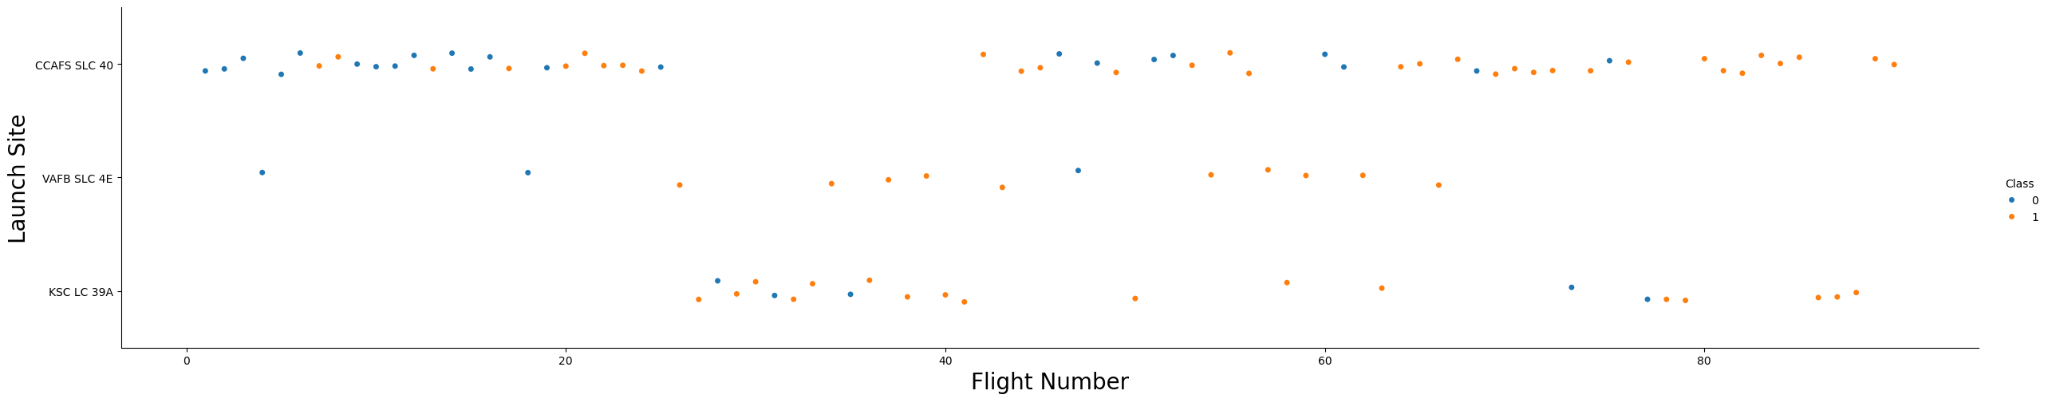 Launch Site
CCAFS SLC 40
VAFB SLC 4E
KSC LC 39A
0 20 40 60 80
Flight Number
Class
0
1